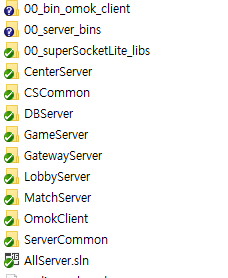 00_bin_omok_client
00_server_bins
00_superSocketLite_libs
CenterServer
CSCommon
DBServer
GameServer
GatewayServer
LobbyServer
MatchServer
OmokClient
ServerCommon
AllServer.sln